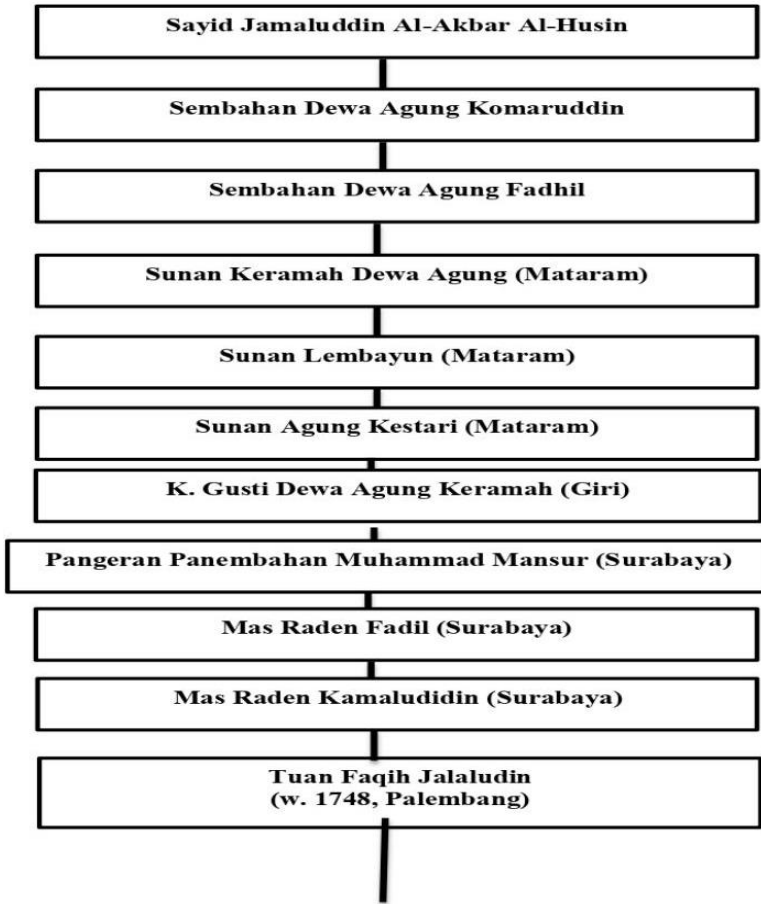 Sayid Jamaluddin Al-Akbar Al-Husin
Sembahan Dewa Agung Komaruddin
Sembahan Dewa Agung Fadhil
Sunan Keramah Dewa Agung (Mataram)
Sunan Lembayun (Mataram)
Sunan Agung Kestari (Mataram)
K. Gusti Dewa Agung Keramah (Giri)
Pangeran Panembahan Muhammad Mansur (Surabaya)
Mas Raden Fadil (Surabaya)
Mas Raden Kamaludidin (Surabaya)
Tuan Faqih Jalaludin
(w. 1748, Palembang)